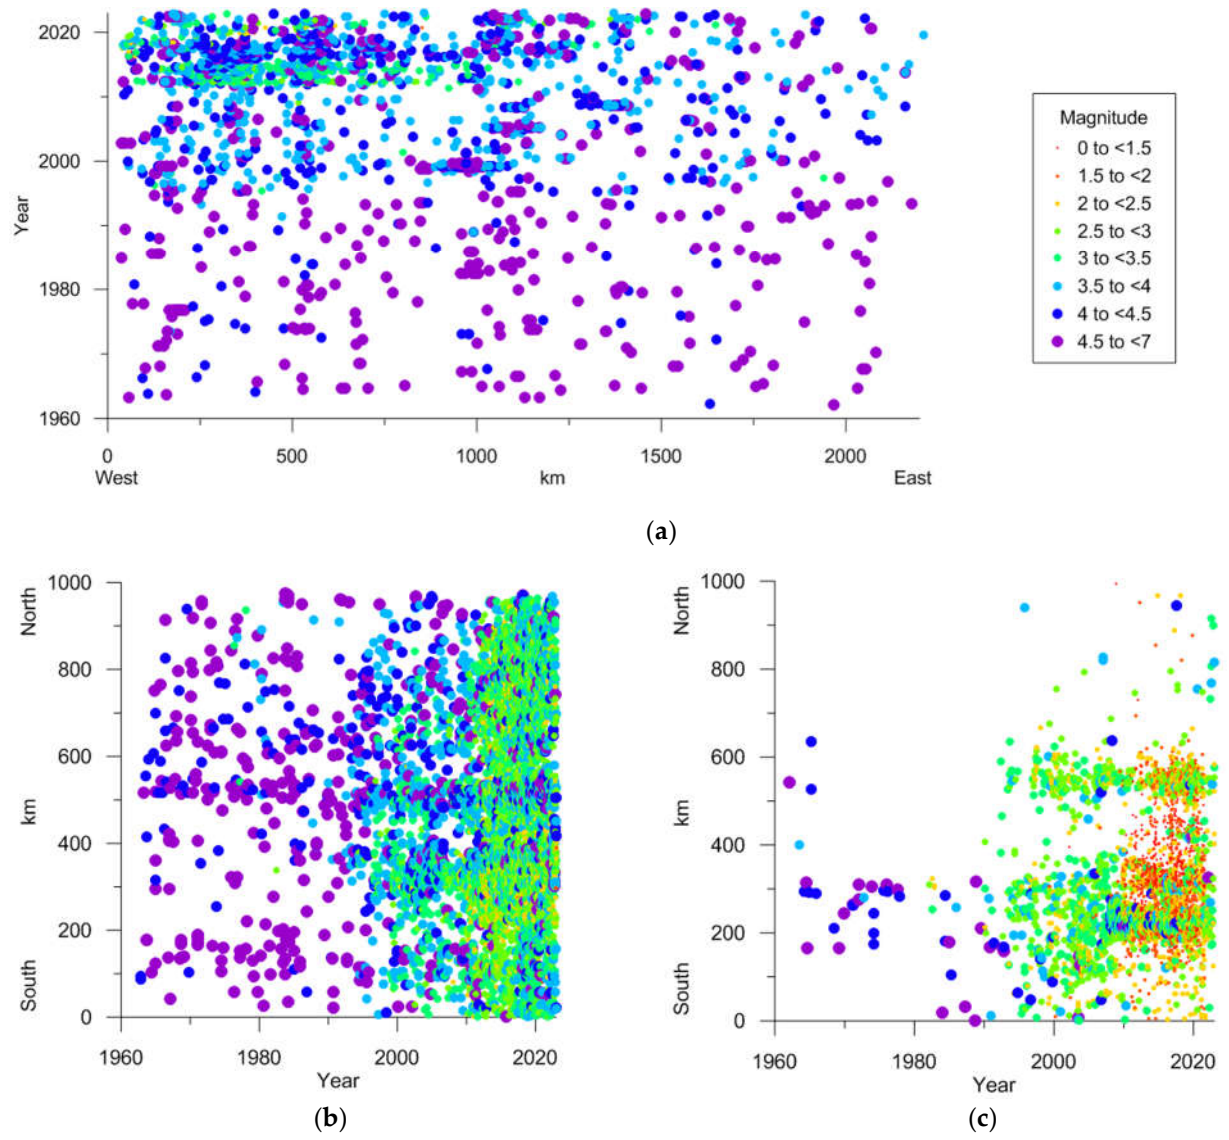 2023
2000
1980
1960
Year
0
500
1000
1500
2000
West
km
East
Magnitude
0 to <1.5
1.5 to <2
2 to <2.5
2.5 to <3
3 to <3.5
3.5 to <4
4 to <4.5
4.5 to <7
(a)
North
km
South
1000
800
600
400
200
0
1960
1980
2000
2020
Year
(b)
North
km
South
1000
800
600
400
200
0
1960
1980
2000
2020
Year
(c)